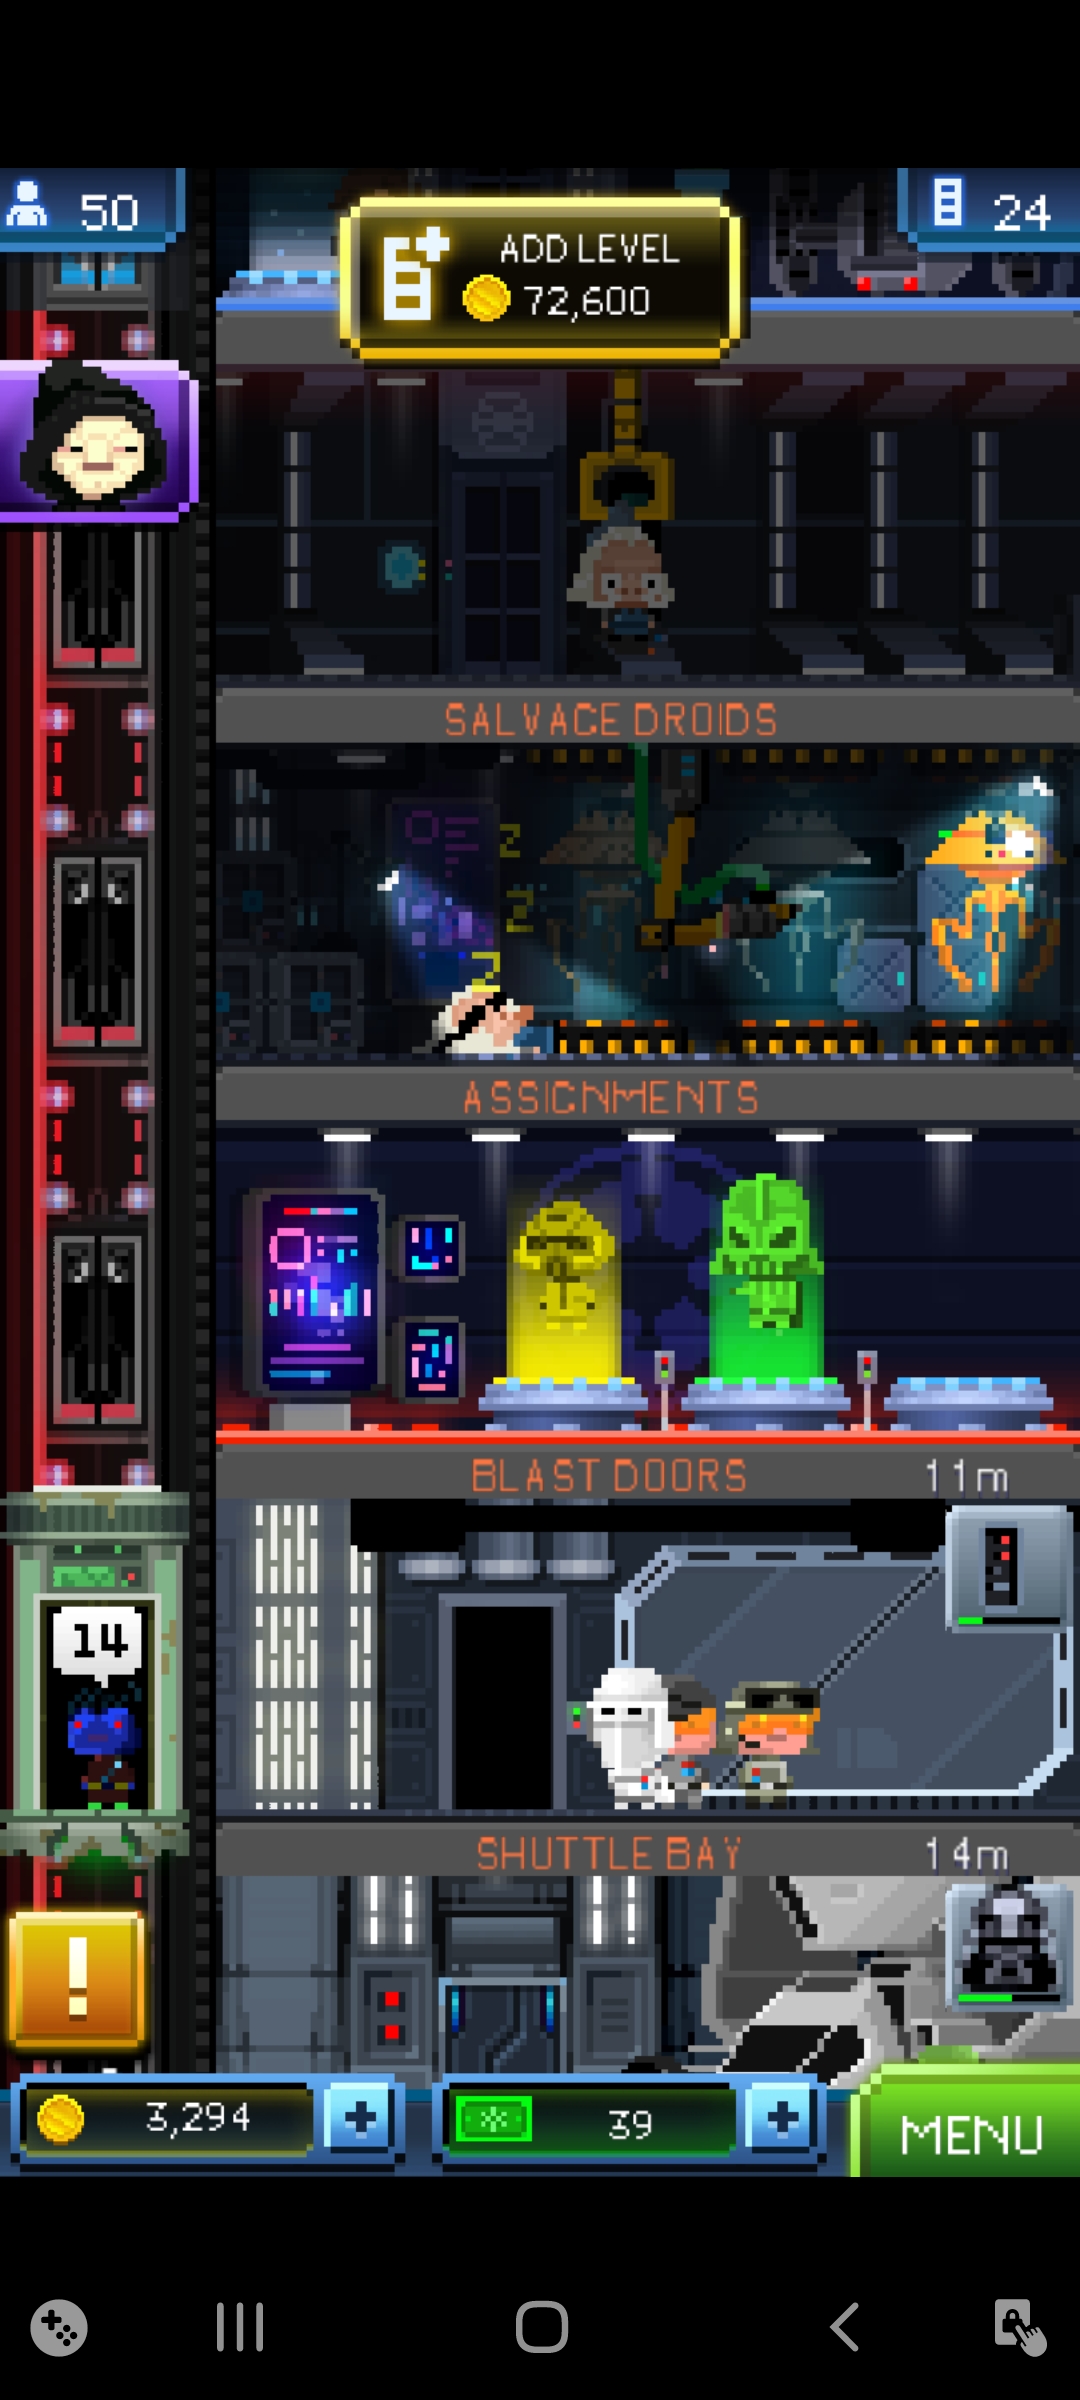 50
24
ADD LEVEL
72,600
SALVAGE DROIDS
Z
Z
Z
ASSIGNMENTS
BLAST DOORS 11m
14
SHUTTLE BAY 14m
!
3,294 +
39 +
MENU